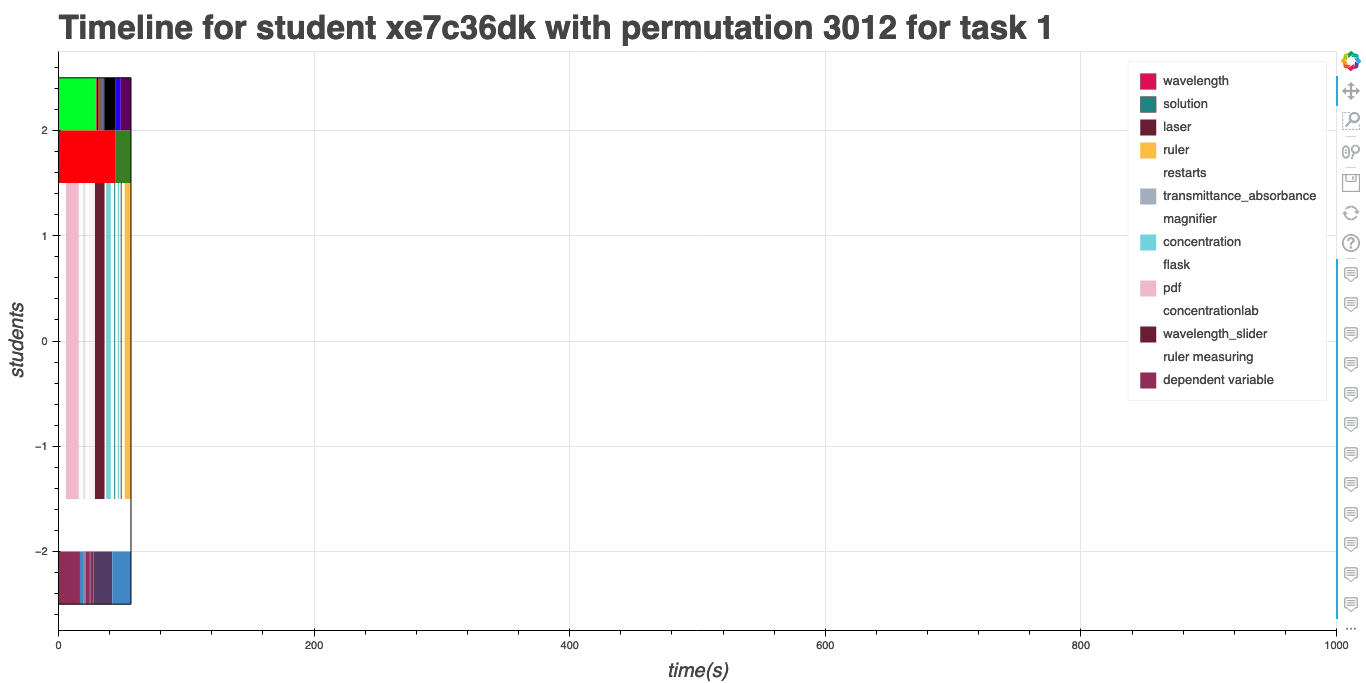 Timeline for student xe7c36dk with permutation 3012 for task 1
wavelength
solution
laser
ruler
restarts
transmittance_absorbance
magnifier
concentration
flask
pdf
concentrationlab
wavelength_slider
ruler measuring
dependent variable
students
2
1
0
−1
−2
0 200 400 600 800 1000
time(s)